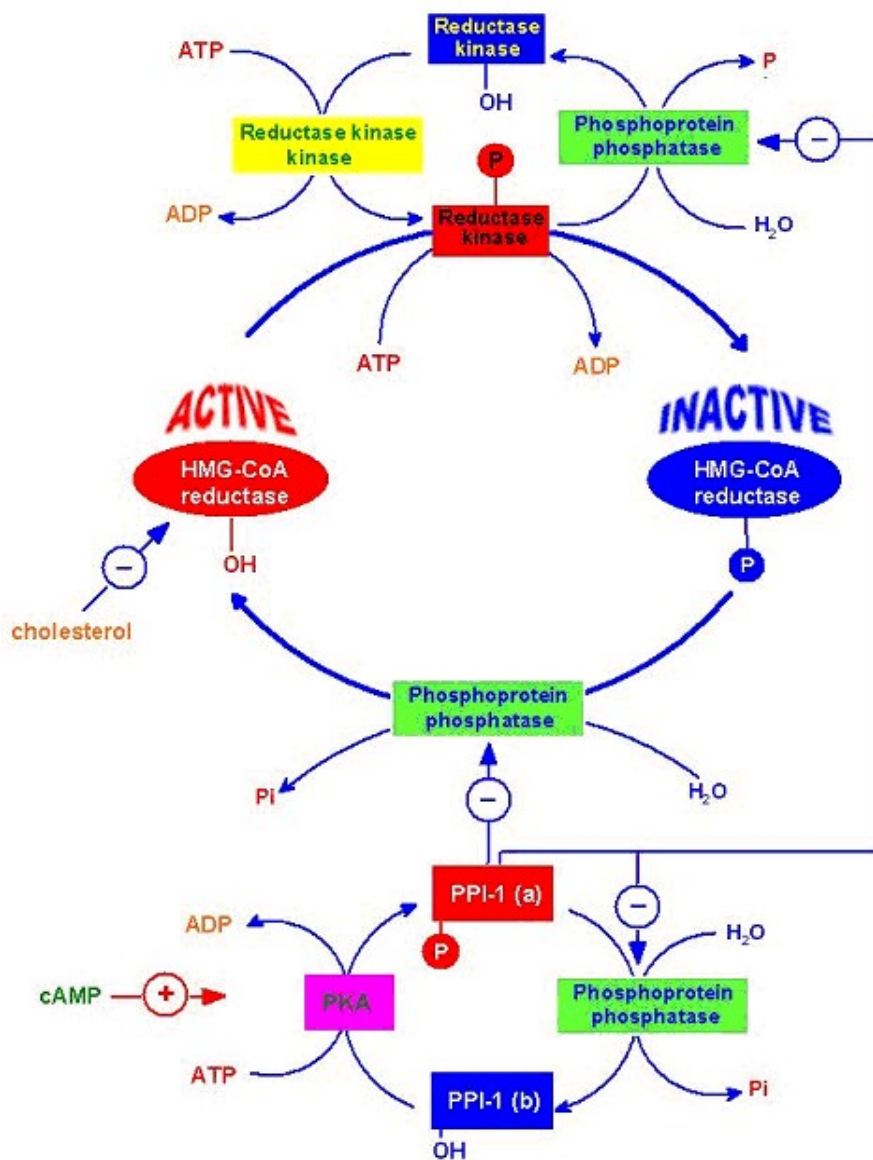 Reductase
kinase
OH
ATP
P
Reductase kinase
kinase
Phosphoprotein
phosphatase
−
P
ADP
Reductase
kinase
H₂O
ATP
ADP
ACTIVE
INACTIVE
HMG-CoA
reductase
HMG-CoA
reductase
OH
P
−
cholesterol
Phosphoprotein
phosphatase
Pi
H₂O
−
PPI-1 (a)
−
ADP
P
H₂O
cAMP
+
PKA
Phosphoprotein
phosphatase
ATP
PPI-1 (b)
Pi
OH